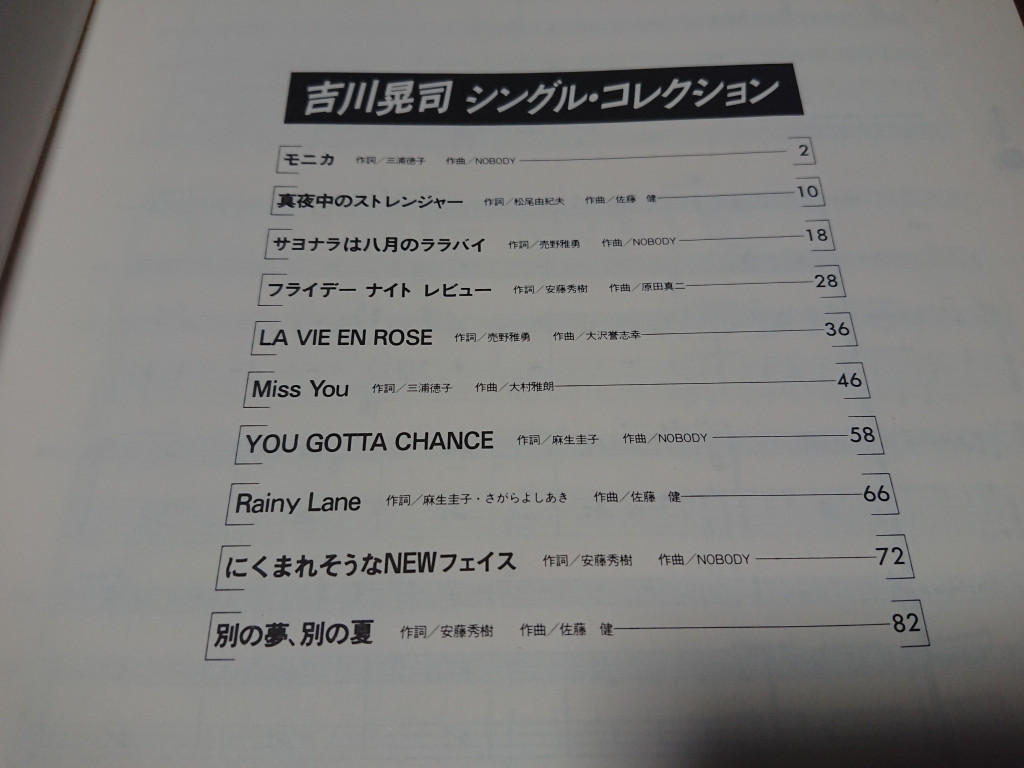 吉川晃司 シングル・コレクション
モニカ 作詞／三浦徳子 作曲／NOBODY 2
真夜中のストレンジャー 作詞／松尾由紀夫 作曲／佐藤 健 10
サヨナラは八月のララバイ 作詞／売野雅勇 作曲／NOBODY 18
フライデー ナイト レビュー 作詞／安藤秀樹 作曲／原田真二 28
LA VIE EN ROSE 作詞／売野雅勇 作曲／大沢誉志幸 36
Miss You 作詞／三浦徳子 作曲／大村雅朗 46
YOU GOTTA CHANCE 作詞／麻生圭子 作曲／NOBODY 58
Rainy Lane 作詞／麻生圭子・さがらよしあき 作曲／佐藤 健 66
にくまれそうなNEWフェイス 作詞／安藤秀樹 作曲／NOBODY 72
別の夢、別の夏 作詞／安藤秀樹 作曲／佐藤 健 82